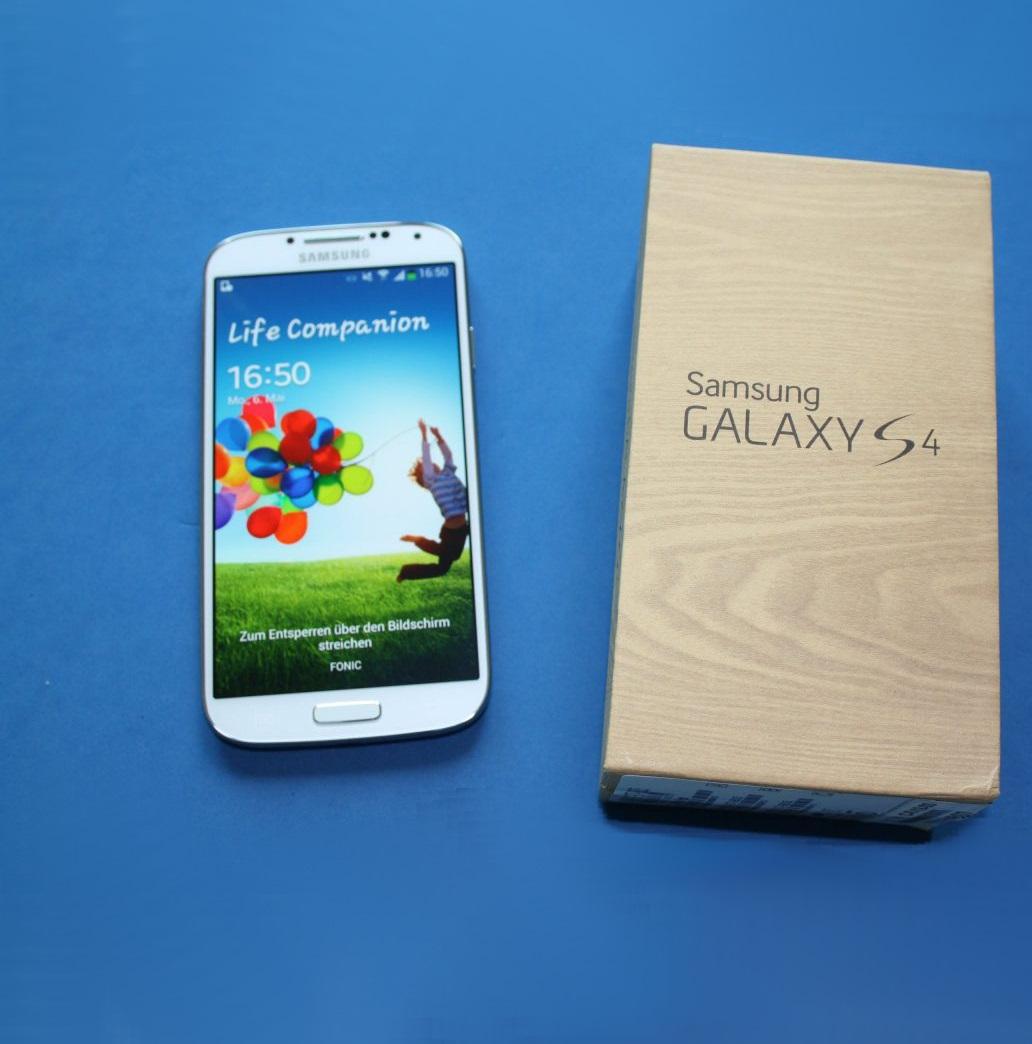 SAMSUNG
16:50
Life Companion
16:50
Mo., 6. Mai
Zum Entsperren über den Bildschirm
streichen
FONIC
Samsung
GALAXY S4